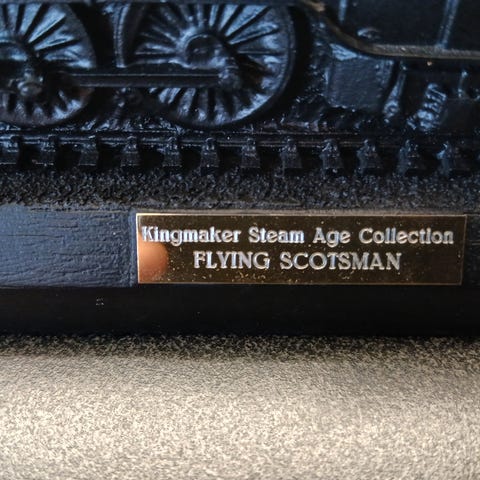 Kingmaker Steam Age Collection
FLYING SCOTSMAN